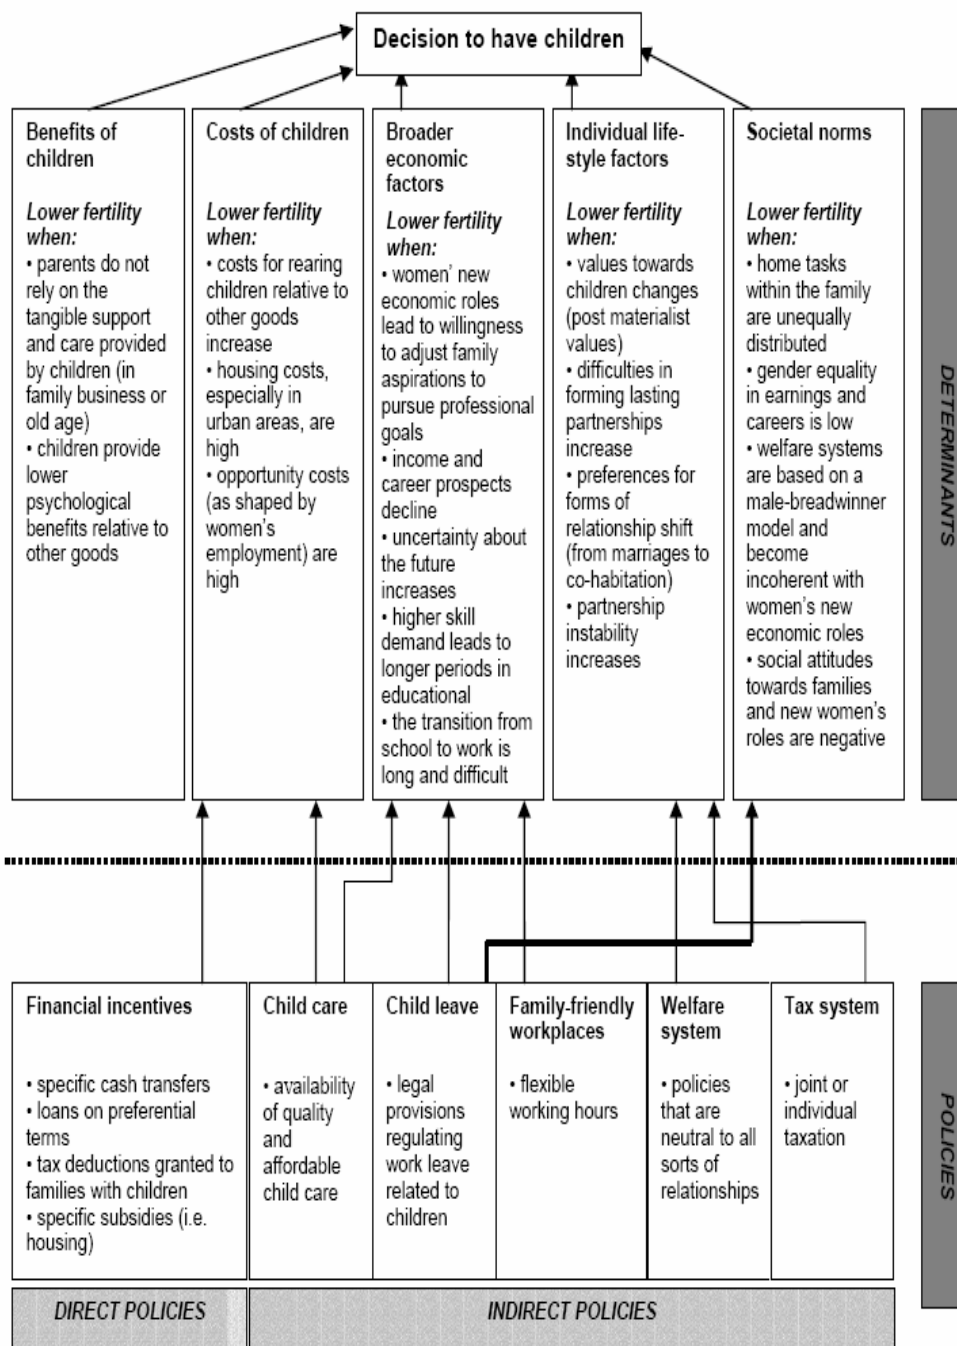 Decision to have children
Benefits of
children
Lower fertility
when:
• parents do not
rely on the
tangible support
and care provided
by children (in
family business or
old age)
• children provide
lower
psychological
benefits relative to
other goods
Costs of children
Lower fertility
when:
• costs for rearing
children relative to
other goods
increase
• housing costs,
especially in
urban areas, are
high
• opportunity costs
(as shaped by
women's
employment) are
high
Broader
economic
factors
Lower fertility
when:
• women' new
economic roles
lead to willingness
to adjust family
aspirations to
pursue professional
goals
• income and
career prospects
decline
• uncertainty about
the future
increases
• higher skill
demand leads to
longer periods in
educational
• the transition from
school to work is
long and difficult
Individual life-
style factors
Lower fertility
when:
• values towards
children changes
(post materialist
values)
• difficulties in
forming lasting
partnerships
increase
• preferences for
forms of
relationship shift
(from marriages to
co-habitation)
• partnership
instability
increases
Societal norms
Lower fertility
when:
• home tasks
within the family
are unequally
distributed
• gender equality
in earnings and
careers is low
• welfare systems
are based on a
male-breadwinner
model and
become
incoherent with
women's new
economic roles
• social attitudes
towards families
and new women's
roles are negative
DETERMINANTS
Financial incentives
• specific cash transfers
• loans on preferential
terms
• tax deductions granted to
families with children
• specific subsidies (i.e.
housing)
Child care
• availability
of quality
and
affordable
child care
Child leave
• legal
provisions
regulating
work leave
related to
children
Family-friendly
workplaces
• flexible
working hours
Welfare
system
• policies
that are
neutral to all
sorts of
relationships
Tax system
• joint or
individual
taxation
POLICIES
DIRECT POLICIES
INDIRECT POLICIES